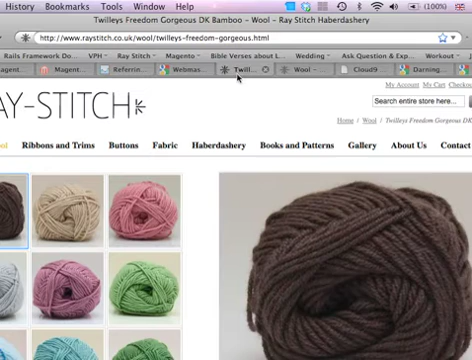 History Bookmarks Tools Window Help (100%)
Twilleys Freedom Gorgeous DK Bamboo - Wool - Ray Stitch Haberdashery
http://www.raystitch.co.uk/wool/twilleys-freedom-gorgeous.html
Rails Framework Do... Ray Stitch Magento Bible Verses about l... Wedding Ask Question & Exp... Workout
agent... Magent... Referrin... Webmas... Twill... Wool - ... Cloud9 ... Darning...
My Account My Cart Checkout
AY-STITCH
Search entire store here...
Home / Wool / Twilleys Freedom Gorgeous DK
ool Ribbons and Trims Buttons Fabric Haberdashery Books and Patterns Gallery About Us Contact